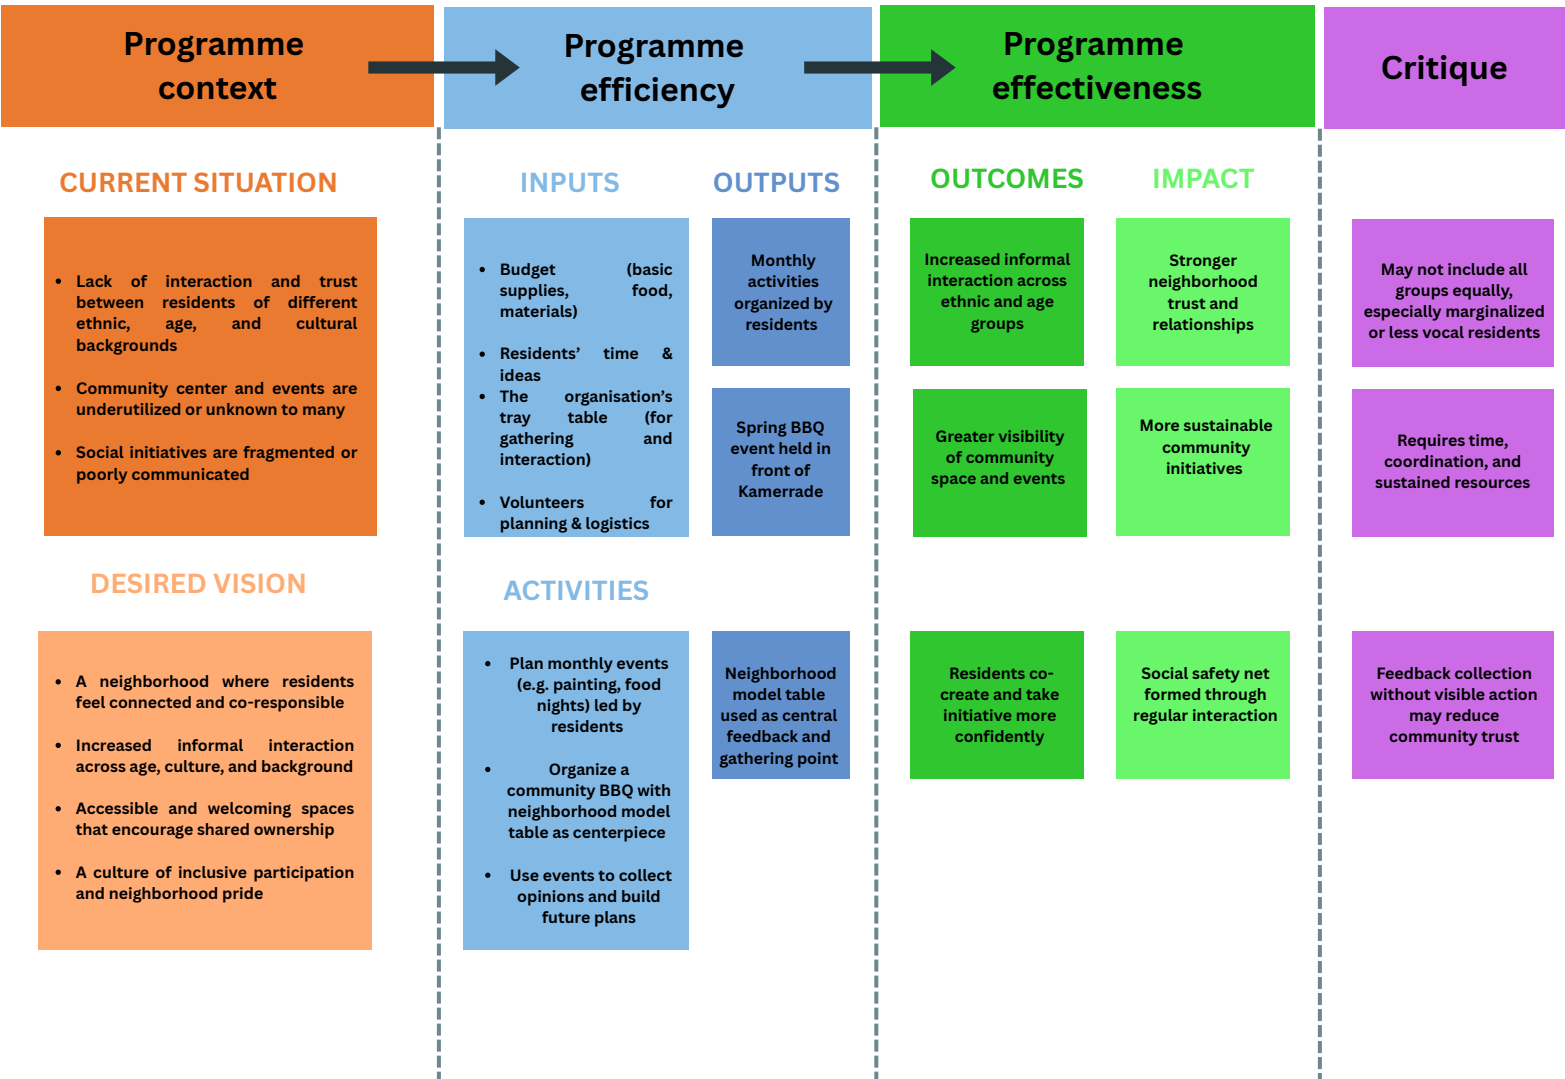 Programme
context
Programme
efficiency
Programme
effectiveness
Critique
CURRENT SITUATION
• Lack of interaction and trust
between residents of different
ethnic, age, and cultural
backgrounds
• Community center and events are
underutilized or unknown to many
• Social initiatives are fragmented or
poorly communicated
DESIRED VISION
• A neighborhood where residents
feel connected and co-responsible
• Increased informal interaction
across age, culture, and background
• Accessible and welcoming spaces
that encourage shared ownership
• A culture of inclusive participation
and neighborhood pride
INPUTS
• Budget (basic
supplies, food,
materials)
• Residents’ time &
ideas
• The organisation’s
tray table (for
gathering and
interaction)
• Volunteers for
planning & logistics
ACTIVITIES
• Plan monthly events
(e.g. painting, food
nights) led by
residents
• Organize a
community BBQ with
neighborhood model
table as centerpiece
• Use events to collect
opinions and build
future plans
OUTPUTS
Monthly
activities
organized by
residents
Spring BBQ
event held in
front of
Kamerrade
Neighborhood
model table
used as central
feedback and
gathering point
OUTCOMES
Increased informal
interaction across
ethnic and age
groups
Greater visibility
of community
space and events
Residents co-
create and take
initiative more
confidently
IMPACT
Stronger
neighborhood
trust and
relationships
More sustainable
community
initiatives
Social safety net
formed through
regular interaction
May not include all
groups equally,
especially marginalized
or less vocal residents
Requires time,
coordination, and
sustained resources
Feedback collection
without visible action
may reduce
community trust